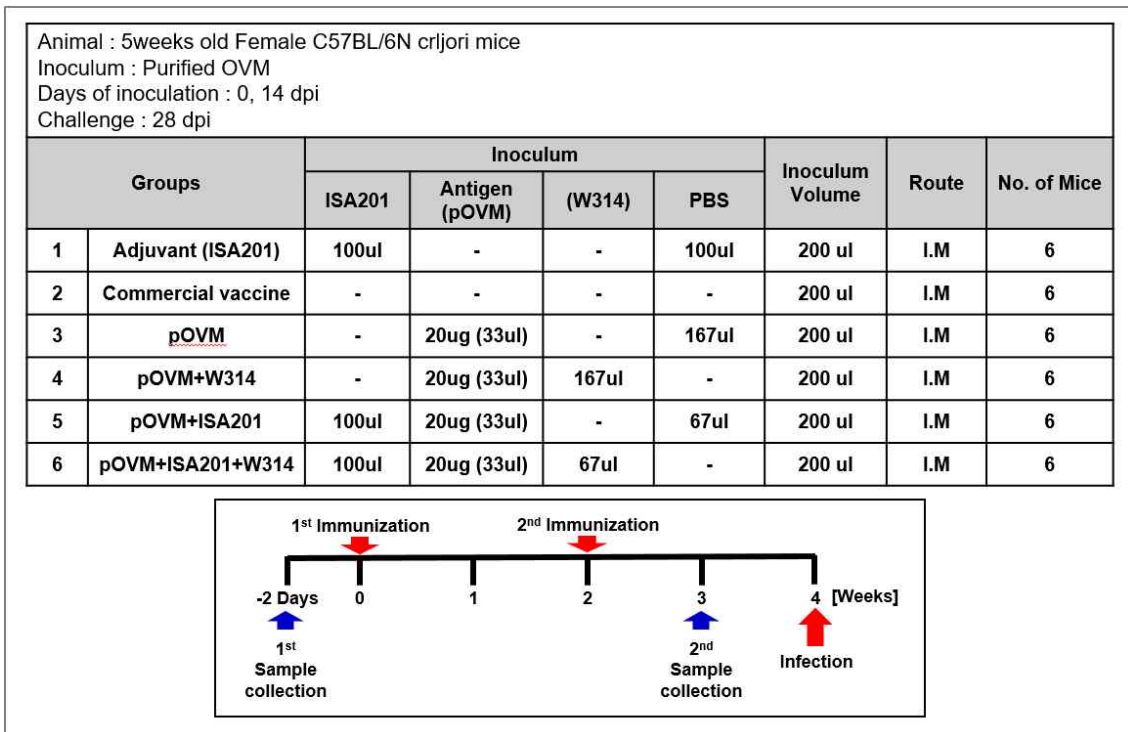 Animal : 5weeks old Female C57BL/6N crljori mice
Inoculum : Purified OVM
Days of inoculation : 0, 14 dpi
Challenge : 28 dpi
Groups Inoculum Inoculum Volume Route No. of Mice
ISA201 Antigen (pOVM) (W314) PBS
1 Adjuvant (ISA201) 100ul - - 100ul 200 ul I.M 6
2 Commercial vaccine - - - - 200 ul I.M 6
3 pOVM - 20ug (33ul) - 167ul 200 ul I.M 6
4 pOVM+W314 - 20ug (33ul) 167ul - 200 ul I.M 6
5 pOVM+ISA201 100ul 20ug (33ul) - 67ul 200 ul I.M 6
6 pOVM+ISA201+W314 100ul 20ug (33ul) 67ul - 200 ul I.M 6
1st Immunization 2nd Immunization
-2 Days 0 1 2 3 4 [Weeks]
1st Sample collection 2nd Sample collection Infection